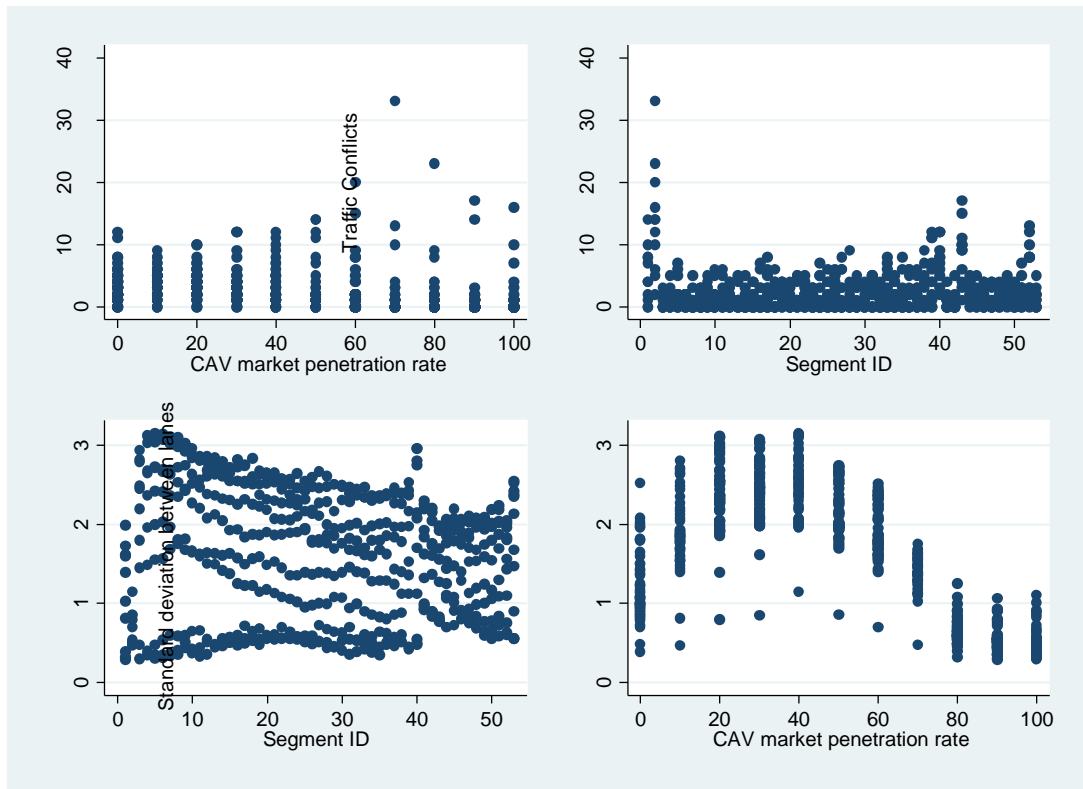 40
30
20
10
0
Traffic Conflicts
0 20 40 60 80 100
CAV market penetration rate
40
30
20
10
0
0 10 20 30 40 50
Segment ID
3
2
1
0
Standard deviation between lanes
0 10 20 30 40 50
Segment ID
3
2
1
0
0 20 40 60 80 100
CAV market penetration rate